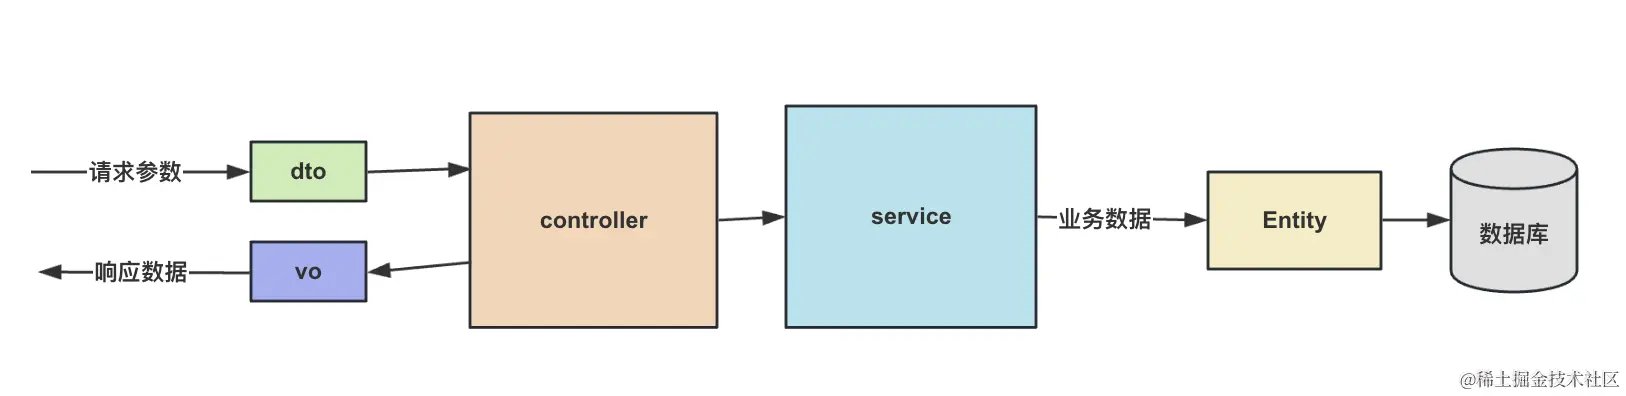 请求参数
dto
controller
service
业务数据
Entity
数据库
响应数据
vo
@稀土掘金技术社区